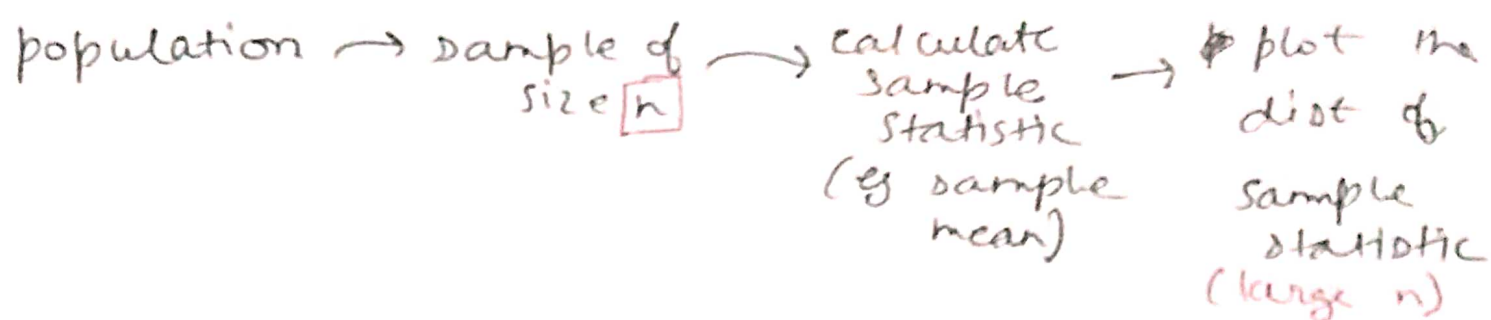 population → sample of size n
→ calculate sample statistic (eg sample mean)
→ plot the dist of sample statistic (large n)